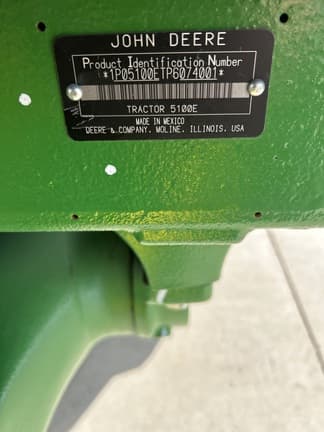 JOHN DEERE
Product Identification Number
*1P05100ETP6074001*
TRACTOR 5100E
MADE IN MEXICO
DEERE & COMPANY, MOLINE, ILLINOIS, USA